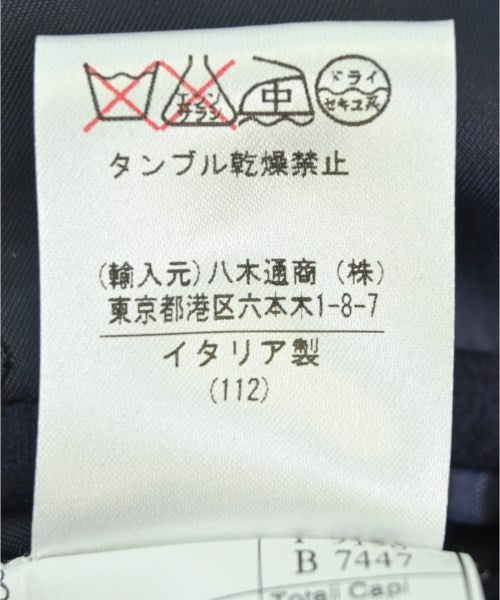 エンソ
サラシ
中
ドライ
セキユ系
タンブル乾燥禁止
(輸入元)八木通商(株)
東京都港区六本木1-8-7
イタリア製
(112)
B 7447
Totali Capi